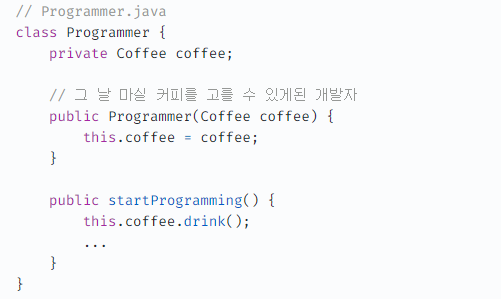 // Programmer.java
class Programmer {
    private Coffee coffee;

    // 그 날 마실 커피를 고를 수 있게된 개발자
    public Programmer(Coffee coffee) {
        this.coffee = coffee;
    }

    public startProgramming() {
        this.coffee.drink();
        ...
    }
}